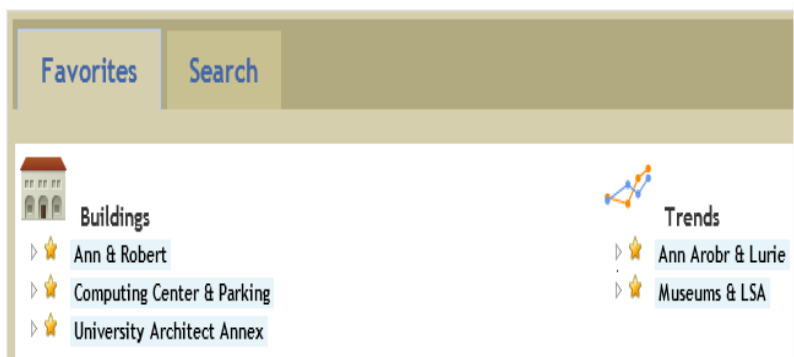 Favorites
Search
Buildings
Ann & Robert
Computing Center & Parking
University Architect Annex
Trends
Ann Arobr & Lurie
Museums & LSA